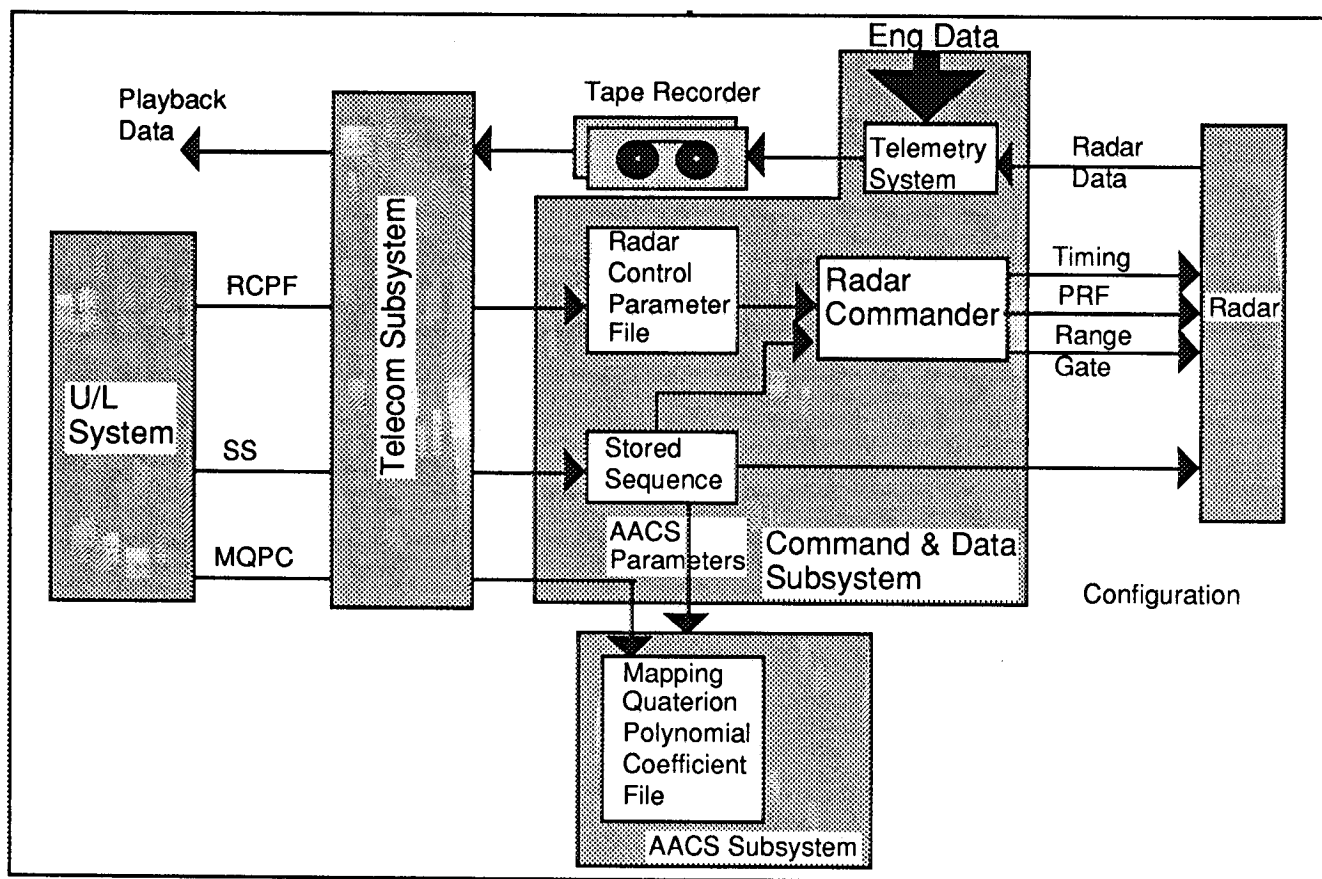 Eng Data
Playback
Data
Tape Recorder
Telemetry
System
Radar
Data
Telecom Subsystem
Radar
Control
Parameter
File
Radar
Commander
Timing
PRF
Range
Gate
Radar
RCPF
U/L
System
SS
Stored
Sequence
MQPC
AACS
Parameters
Command & Data
Subsystem
Configuration
Mapping
Quaterion
Polynomial
Coefficient
File
AACS Subsystem